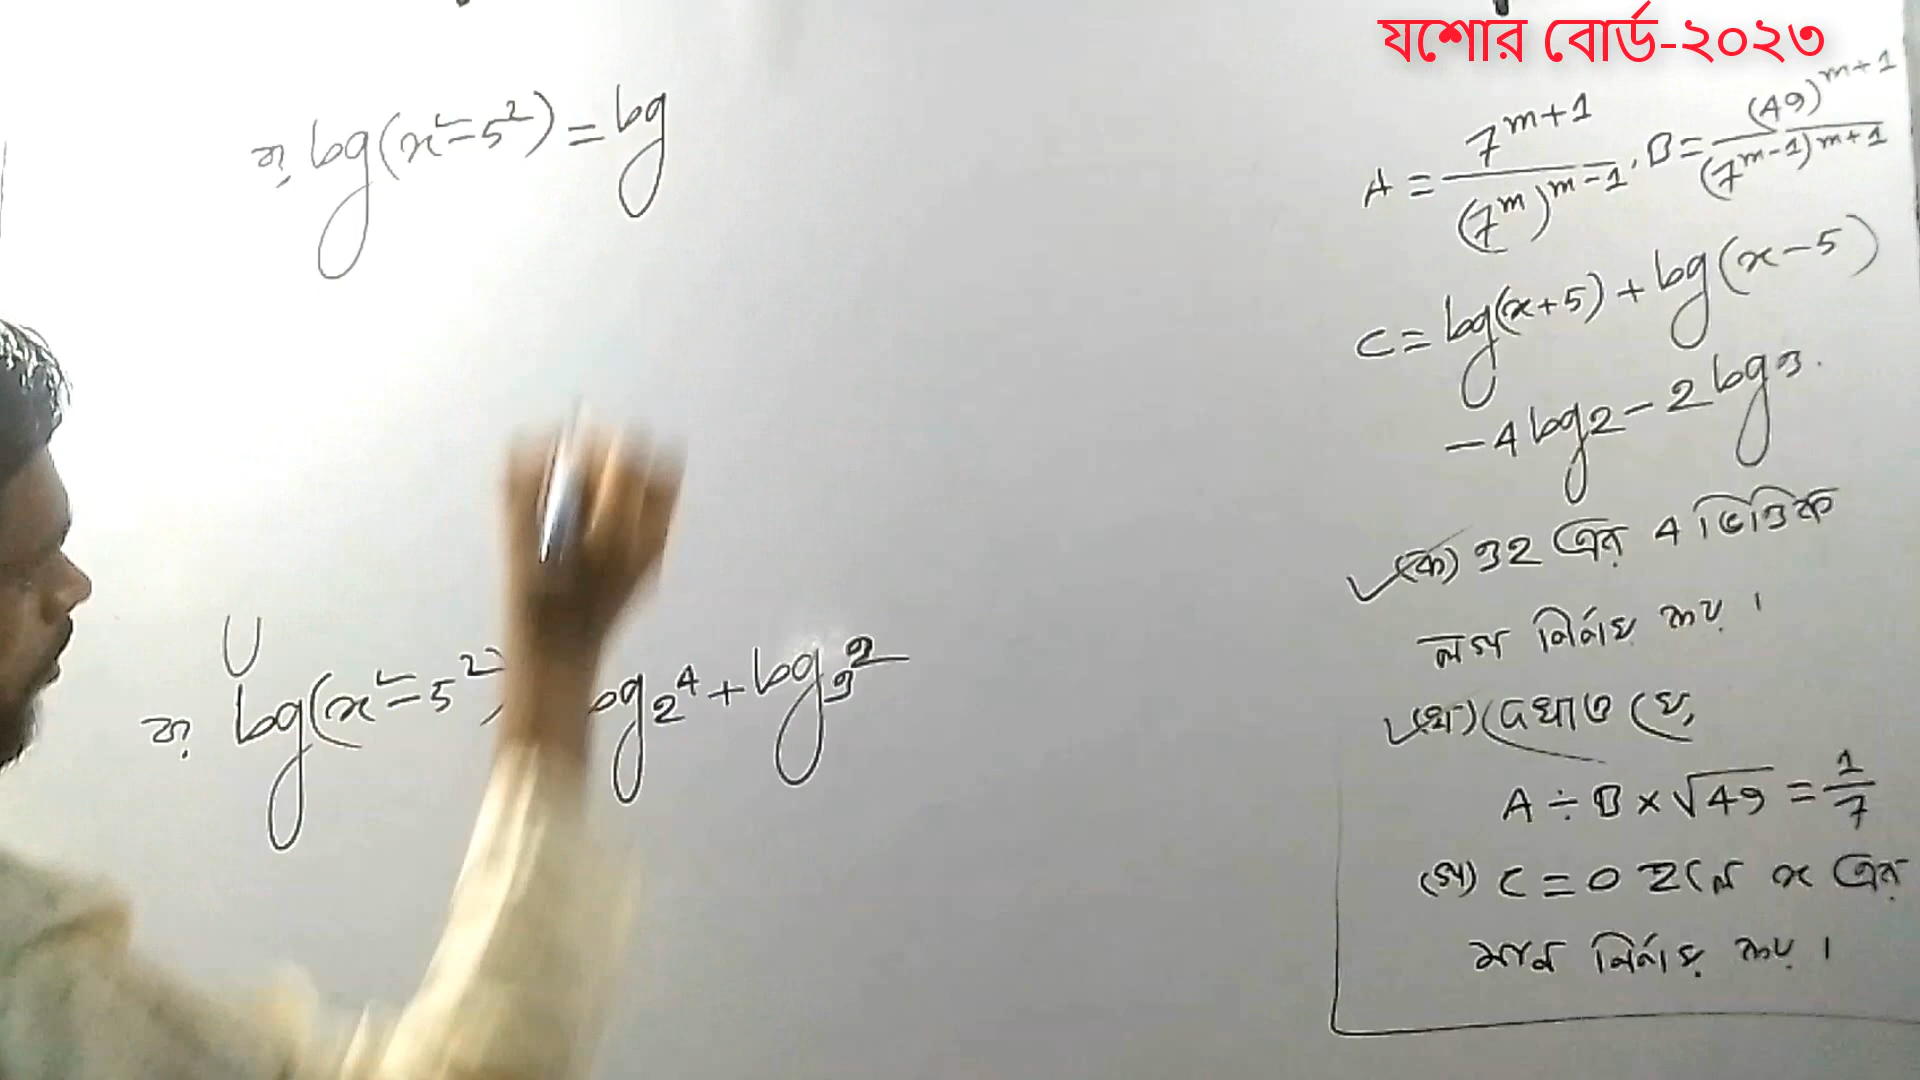 যশোর বোর্ড-২০২৩
বা, log(x²-5²) = log
U
বা, log(x²-5²) log2⁴ + log3²
A = 7^(m+1)/(7^m)^(m-1), B = (49)^(m+1)/(7^(m-1))^(m+1)
C = log(x+5) + log(x-5)
-4log2 - 2log3.
(ক) 32 এর 4 ভিত্তিক
লগ নির্ণয় কর।
(খ) দেখাও যে,
A ÷ B × √49 = 1/7
(গ) C = 0 হলে x এর
মান নির্ণয় কর।